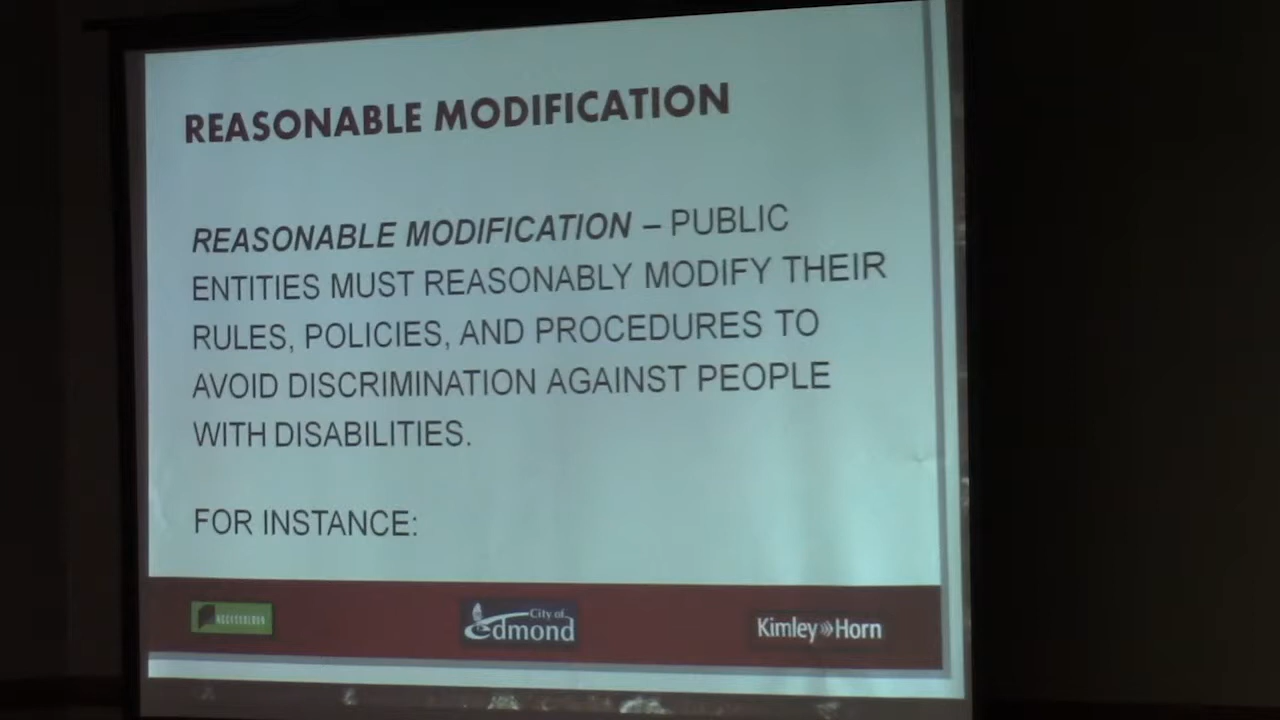 REASONABLE MODIFICATION
REASONABLE MODIFICATION – PUBLIC
ENTITIES MUST REASONABLY MODIFY THEIR
RULES, POLICIES, AND PROCEDURES TO
AVOID DISCRIMINATION AGAINST PEOPLE
WITH DISABILITIES.
FOR INSTANCE:
ACCESSOLOGY
City of
Edmond
Kimley»Horn